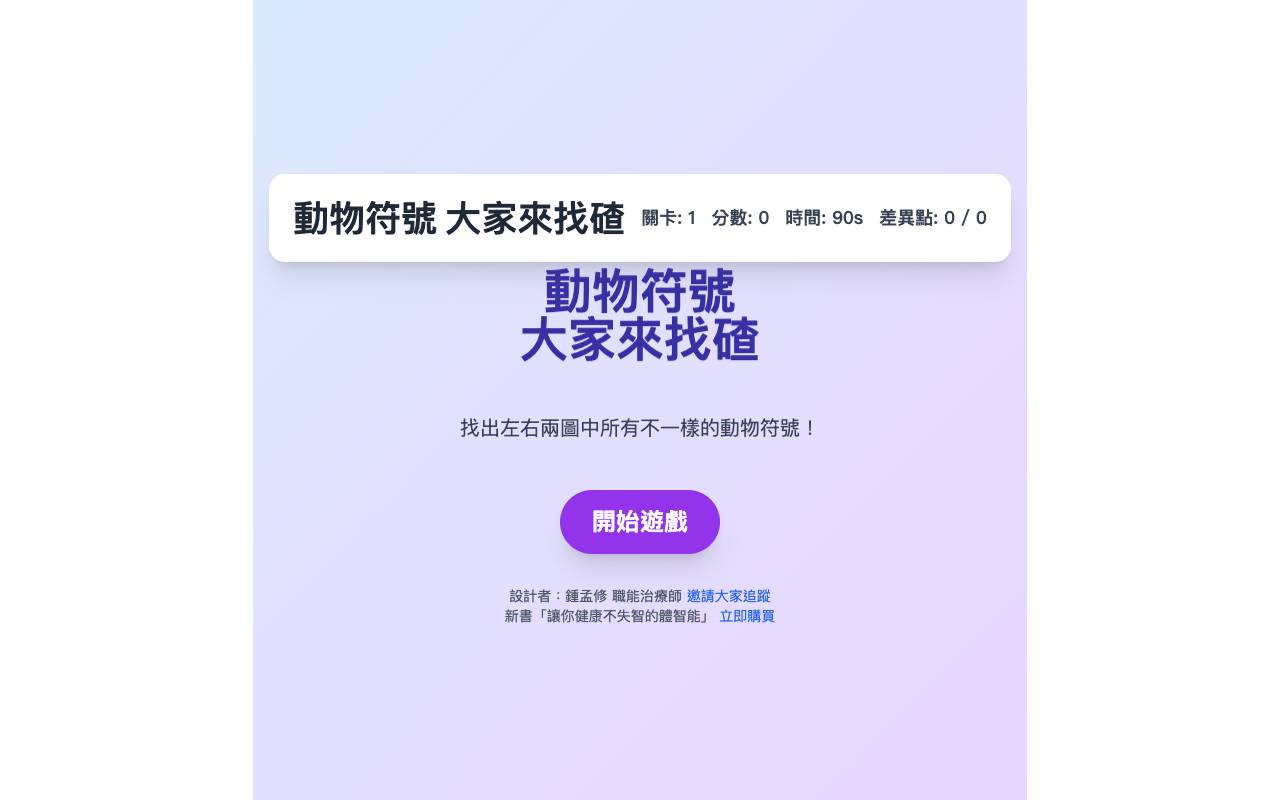 動物符號 大家來找碴 關卡: 1 分數: 0 時間: 90s 差異點: 0 / 0
動物符號
大家來找碴
找出左右兩圖中所有不一樣的動物符號！
開始遊戲
設計者：鍾孟修 職能治療師 邀請大家追蹤
新書「讓你健康不失智的體智能」 立即購買